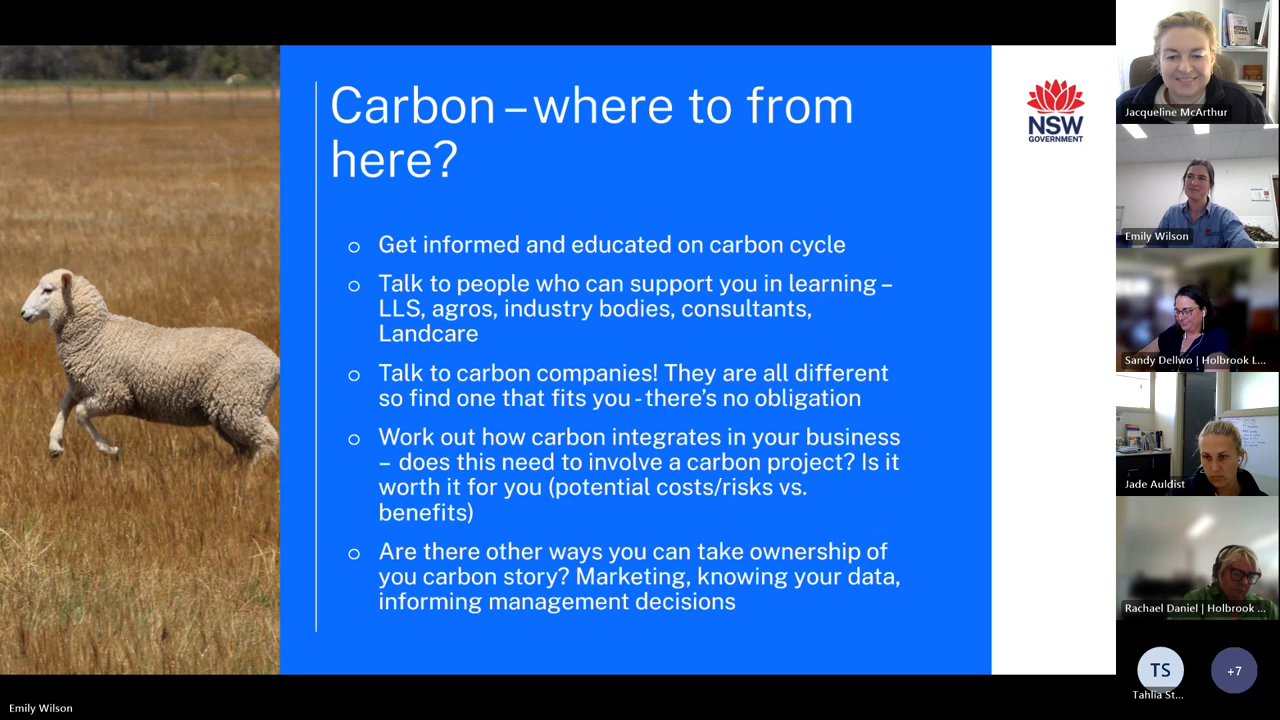 Carbon – where to from
here?
o Get informed and educated on carbon cycle
o Talk to people who can support you in learning –
LLS, agros, industry bodies, consultants,
Landcare
o Talk to carbon companies! They are all different
so find one that fits you - there's no obligation
o Work out how carbon integrates in your business
– does this need to involve a carbon project? Is it
worth it for you (potential costs/risks vs.
benefits)
o Are there other ways you can take ownership of
you carbon story? Marketing, knowing your data,
informing management decisions
NSW
GOVERNMENT
Jacqueline McArthur
Emily Wilson
Sandy Dellwo | Holbrook L...
Jade Auldist
Rachael Daniel | Holbrook ...
TS
Tahlia St...
+7
Emily Wilson